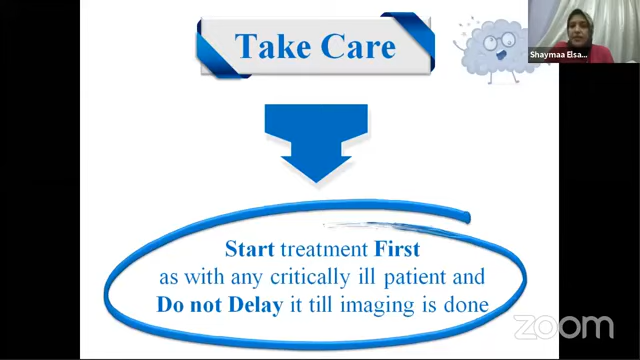 Take Care
Shaymaa Elsa...
Start treatment First
as with any critically ill patient and
Do not Delay it till imaging is done
zoom